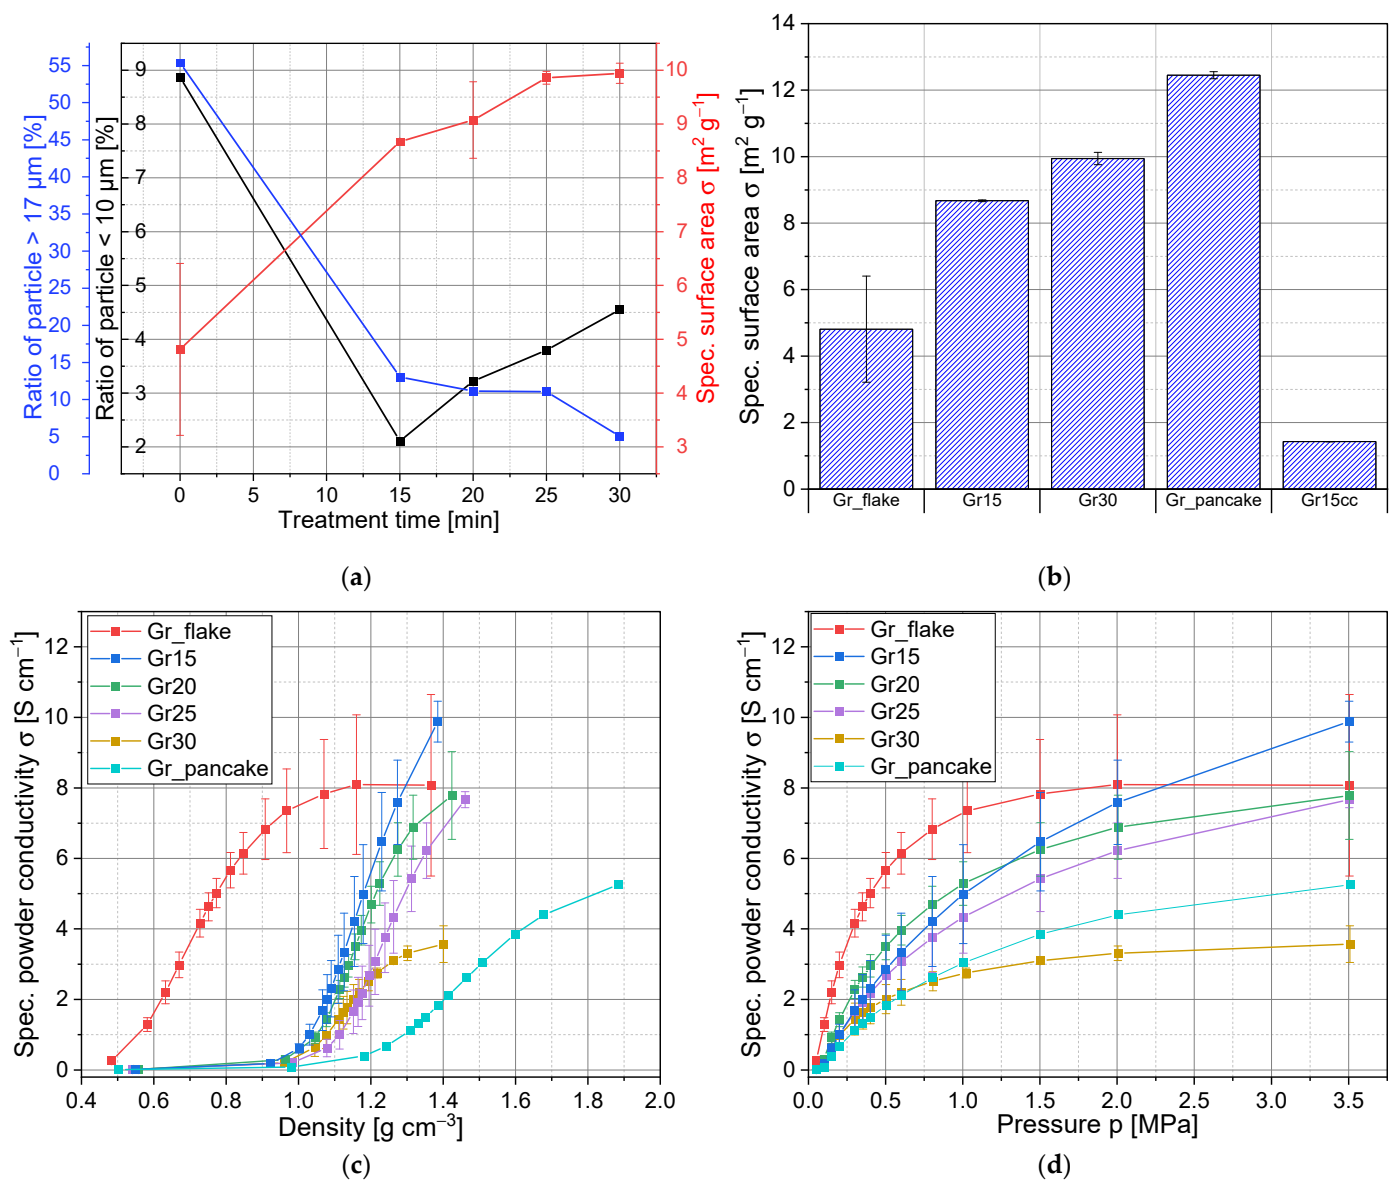 Ratio of particle > 17 µm [%]
55
50
45
40
35
30
25
20
15
10
5
0
Ratio of particle < 10 µm [%]
9
8
7
6
5
4
3
2
10
9
8
7
6
5
4
3
Spec. surface area σ [m² g⁻¹]
0 5 10 15 20 25 30
Treatment time [min]
(a)
Spec. surface area σ [m² g⁻¹]
14
12
10
8
6
4
2
0
Gr_flake Gr15 Gr30 Gr_pancake Gr15cc
(b)
Spec. powder conductivity σ [S cm⁻¹]
12
10
8
6
4
2
0
Gr_flake
Gr15
Gr20
Gr25
Gr30
Gr_pancake
0.4 0.6 0.8 1.0 1.2 1.4 1.6 1.8 2.0
Density [g cm⁻³]
(c)
Spec. powder conductivity σ [S cm⁻¹]
12
10
8
6
4
2
0
Gr_flake
Gr15
Gr20
Gr25
Gr30
Gr_pancake
0.0 0.5 1.0 1.5 2.0 2.5 3.0 3.5
Pressure p [MPa]
(d)